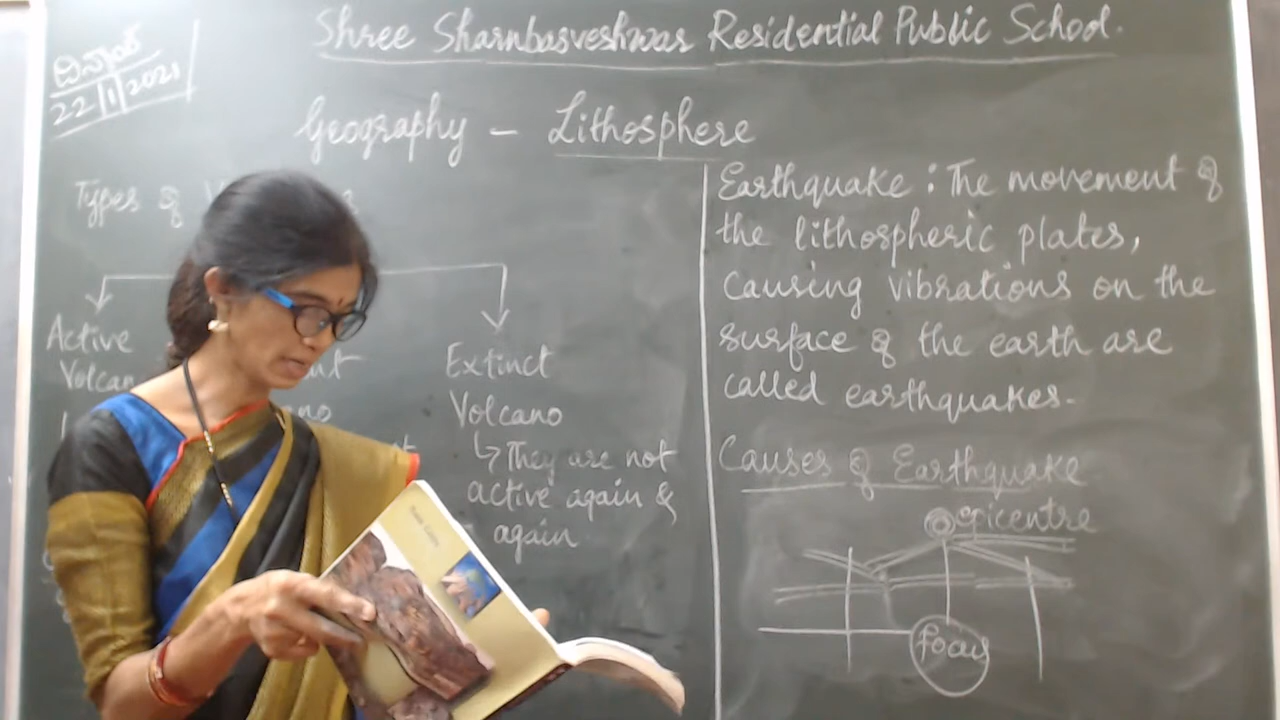 Shree Sharnbasveshwar Residential Public School.
ದಿನಾಂಕ
22/1/2021
Geography - Lithosphere
Types of
Active
Extinct
Volcano
↳ They are not
active again &
again
Earthquake : The movement of
the lithospheric plates,
causing vibrations on the
surface of the earth are
called earthquakes.
Causes of Earthquake
epicentre
focus